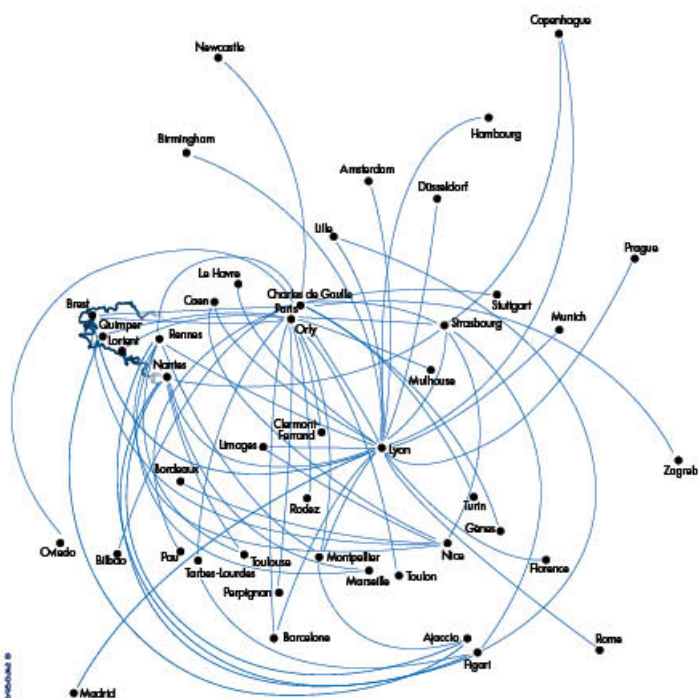 Copenhague
Newcastle
Hambourg
Birmingham
Amsterdam
Düsseldorf
Lille
Prague
Le Havre
Charles de Gaulle
Stuttgart
Caen
Brest
Paris
Munich
Quimper
Orly
Strasbourg
Rennes
Lorient
Nantes
Mulhouse
Clermont-
Ferrand
Limages
Lyon
Bordeaux
Zagreb
Rodez
Turin
Gênes
Oviedo
Bilbao
Pau
Toulouse
Montpellier
Nice
Florence
Tarbes-Lourdes
Marseille
Toulon
Perpignan
Barcelone
Ajaccio
Rome
Figari
Madrid